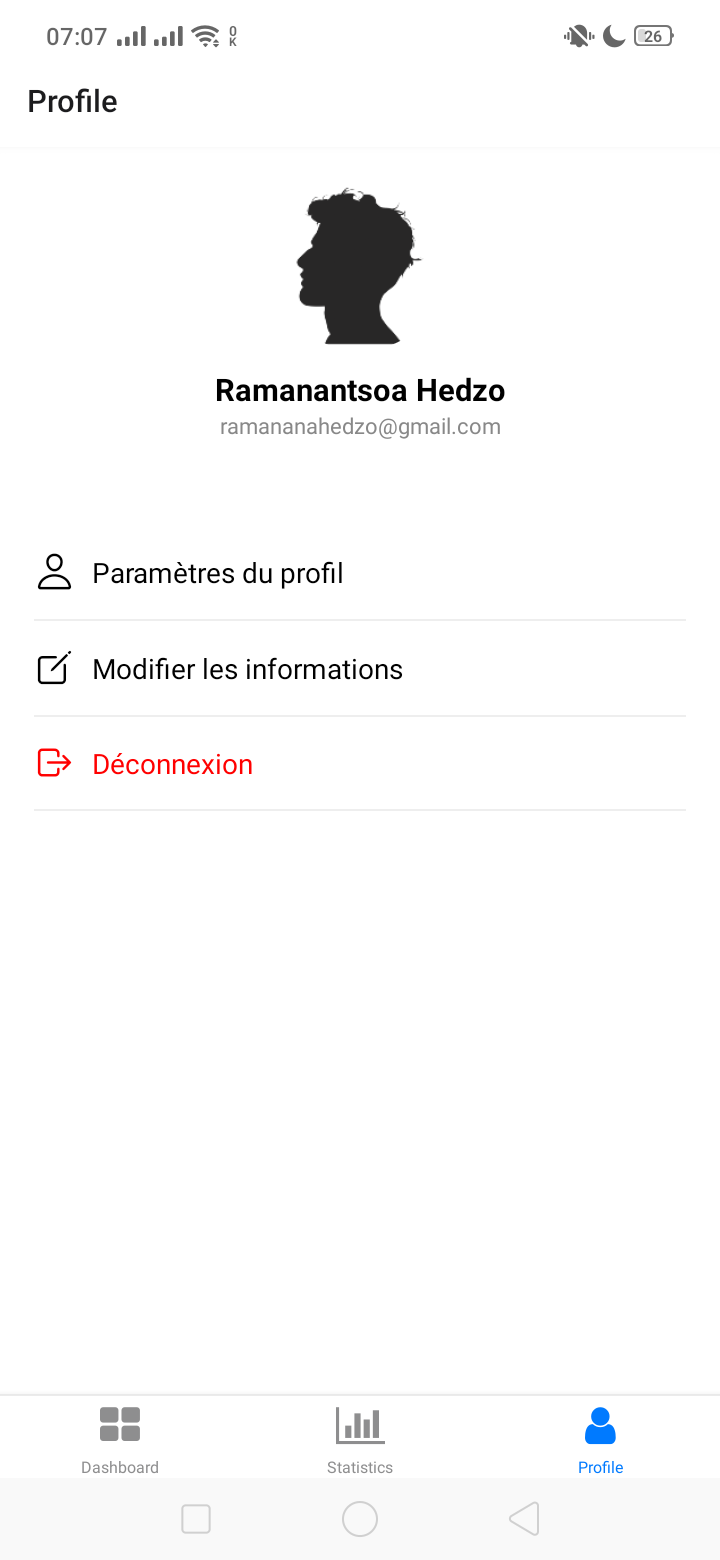 07:07
0
K
26
Profile
Ramanantsoa Hedzo
ramananahedzo@gmail.com
Paramètres du profil
Modifier les informations
Déconnexion
Dashboard
Statistics
Profile